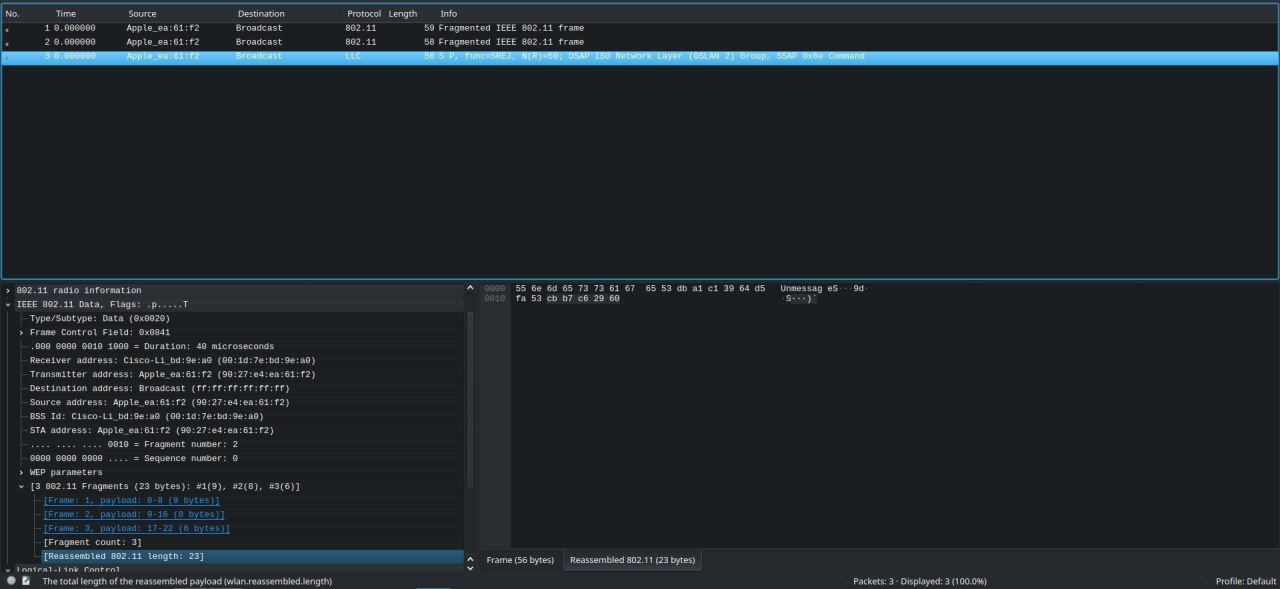 No. Time Source Destination Protocol Length Info
1 0.000000 Apple_ea:61:f2 Broadcast 802.11 59 Fragmented IEEE 802.11 frame
2 0.000000 Apple_ea:61:f2 Broadcast 802.11 58 Fragmented IEEE 802.11 frame
3 0.000000 Apple_ea:61:f2 Broadcast LLC 56 S P, func=SREJ, N(R)=50; DSAP ISO Network Layer (OSLAN 2) Group, SSAP 0x6e Command
802.11 radio information
IEEE 802.11 Data, Flags: .p.....T
Type/Subtype: Data (0x0020)
Frame Control Field: 0x0841
.000 0000 0010 1000 = Duration: 40 microseconds
Receiver address: Cisco-Li_bd:9e:a0 (00:1d:7e:bd:9e:a0)
Transmitter address: Apple_ea:61:f2 (90:27:e4:ea:61:f2)
Destination address: Broadcast (ff:ff:ff:ff:ff:ff)
Source address: Apple_ea:61:f2 (90:27:e4:ea:61:f2)
BSS Id: Cisco-Li_bd:9e:a0 (00:1d:7e:bd:9e:a0)
STA address: Apple_ea:61:f2 (90:27:e4:ea:61:f2)
.... .... .... 0010 = Fragment number: 2
0000 0000 0000 .... = Sequence number: 0
WEP parameters
[3 802.11 Fragments (23 bytes): #1(9), #2(8), #3(6)]
[Frame: 1, payload: 0-8 (9 bytes)]
[Frame: 2, payload: 9-16 (8 bytes)]
[Frame: 3, payload: 17-22 (6 bytes)]
[Fragment count: 3]
[Reassembled 802.11 length: 23]
Logical-Link Control
0000 55 6e 6d 65 73 73 61 67 65 53 db a1 c1 39 64 d5 Unmessag eS···9d·
0010 fa 53 cb b7 c6 29 60 ·S···)`
Frame (56 bytes) Reassembled 802.11 (23 bytes)
The total length of the reassembled payload (wlan.reassembled.length) Packets: 3 · Displayed: 3 (100.0%) Profile: Default